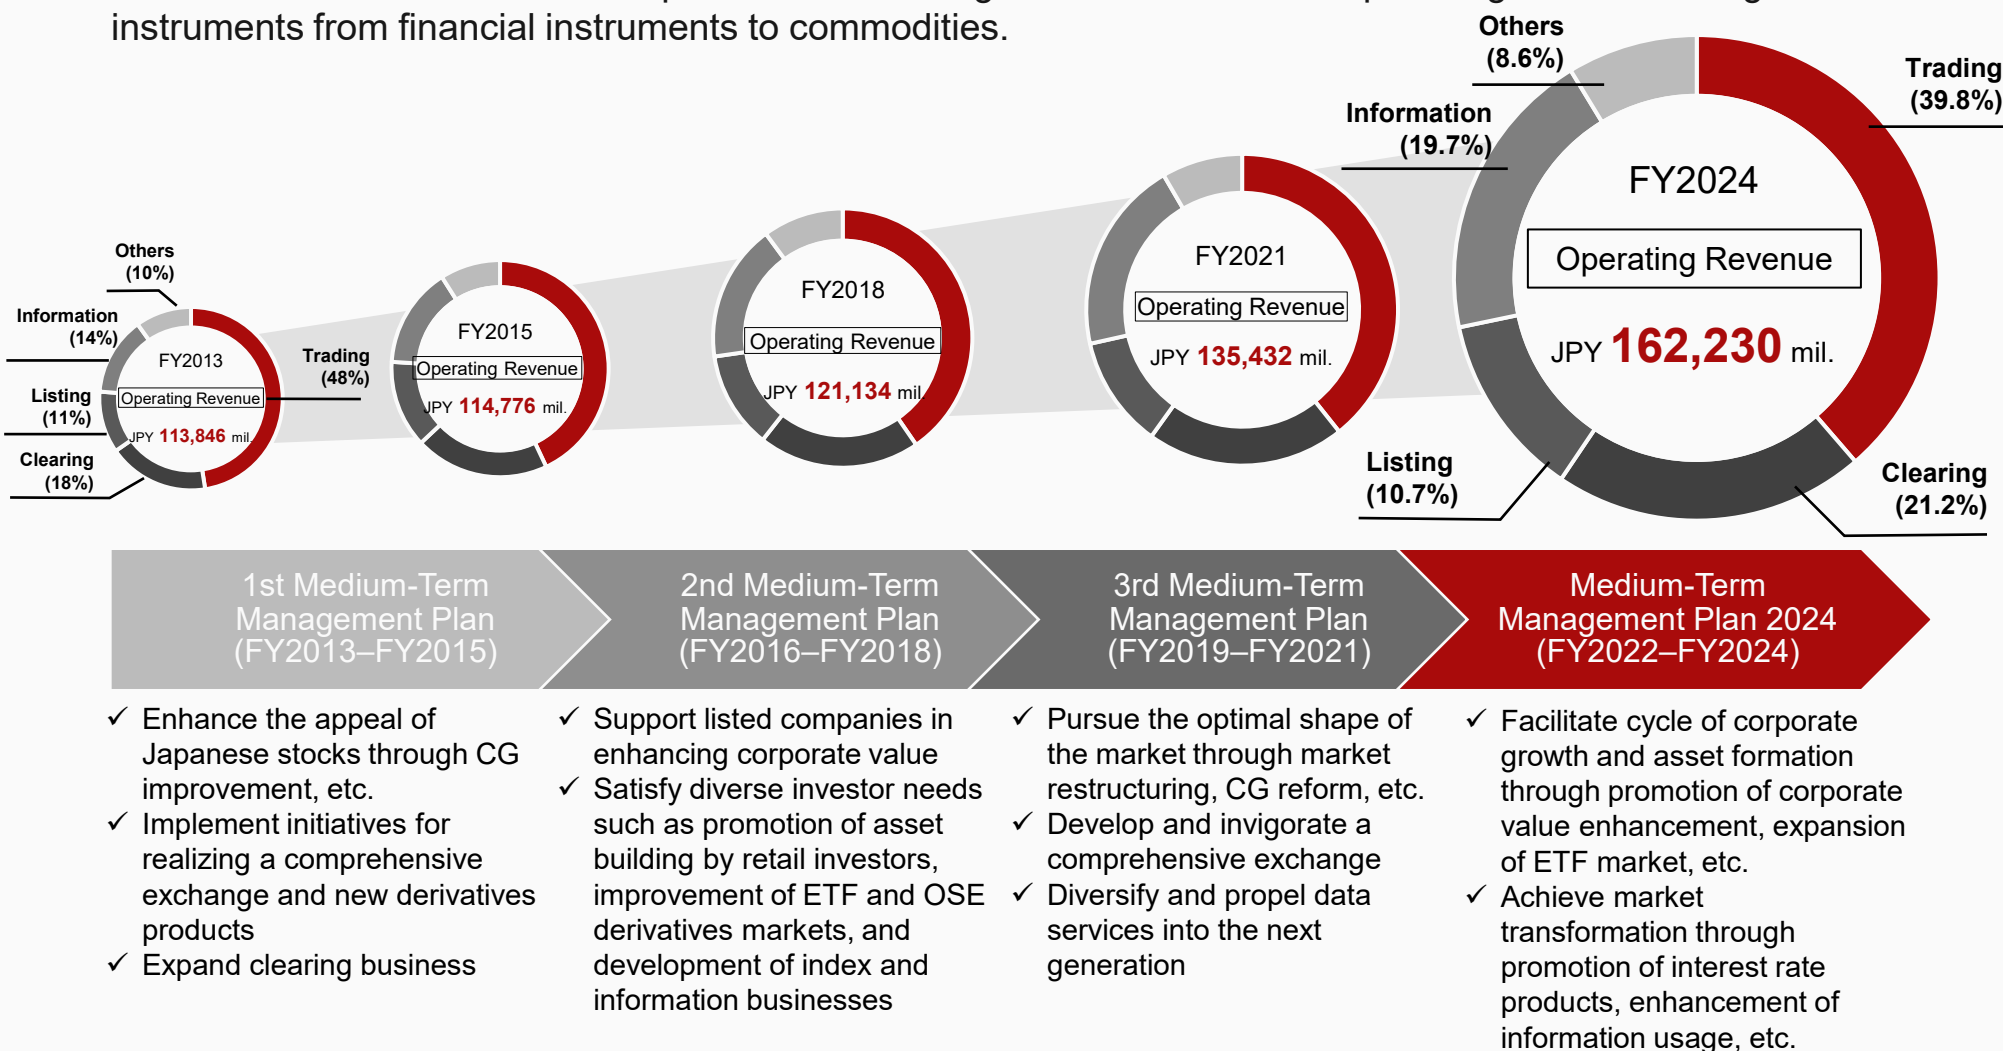 instruments from financial instruments to commodities.
Others
(10%)
Information
(14%)
Listing
(11%)
Clearing
(18%)
FY2013
Operating Revenue
JPY 113,846 mil.
Trading
(48%)
FY2015
Operating Revenue
JPY 114,776 mil.
FY2018
Operating Revenue
JPY 121,134 mil.
FY2021
Operating Revenue
JPY 135,432 mil.
Others
(8.6%)
Information
(19.7%)
Trading
(39.8%)
FY2024
Operating Revenue
JPY 162,230 mil.
Listing
(10.7%)
Clearing
(21.2%)
1st Medium-Term
Management Plan
(FY2013–FY2015)
2nd Medium-Term
Management Plan
(FY2016–FY2018)
3rd Medium-Term
Management Plan
(FY2019–FY2021)
Medium-Term
Management Plan 2024
(FY2022–FY2024)
✓ Enhance the appeal of
Japanese stocks through CG
improvement, etc.
✓ Implement initiatives for
realizing a comprehensive
exchange and new derivatives
products
✓ Expand clearing business
✓ Support listed companies in
enhancing corporate value
✓ Satisfy diverse investor needs
such as promotion of asset
building by retail investors,
improvement of ETF and OSE
derivatives markets, and
development of index and
information businesses
✓ Pursue the optimal shape of
the market through market
restructuring, CG reform, etc.
✓ Develop and invigorate a
comprehensive exchange
✓ Diversify and propel data
services into the next
generation
✓ Facilitate cycle of corporate
growth and asset formation
through promotion of corporate
value enhancement, expansion
of ETF market, etc.
✓ Achieve market
transformation through
promotion of interest rate
products, enhancement of
information usage, etc.